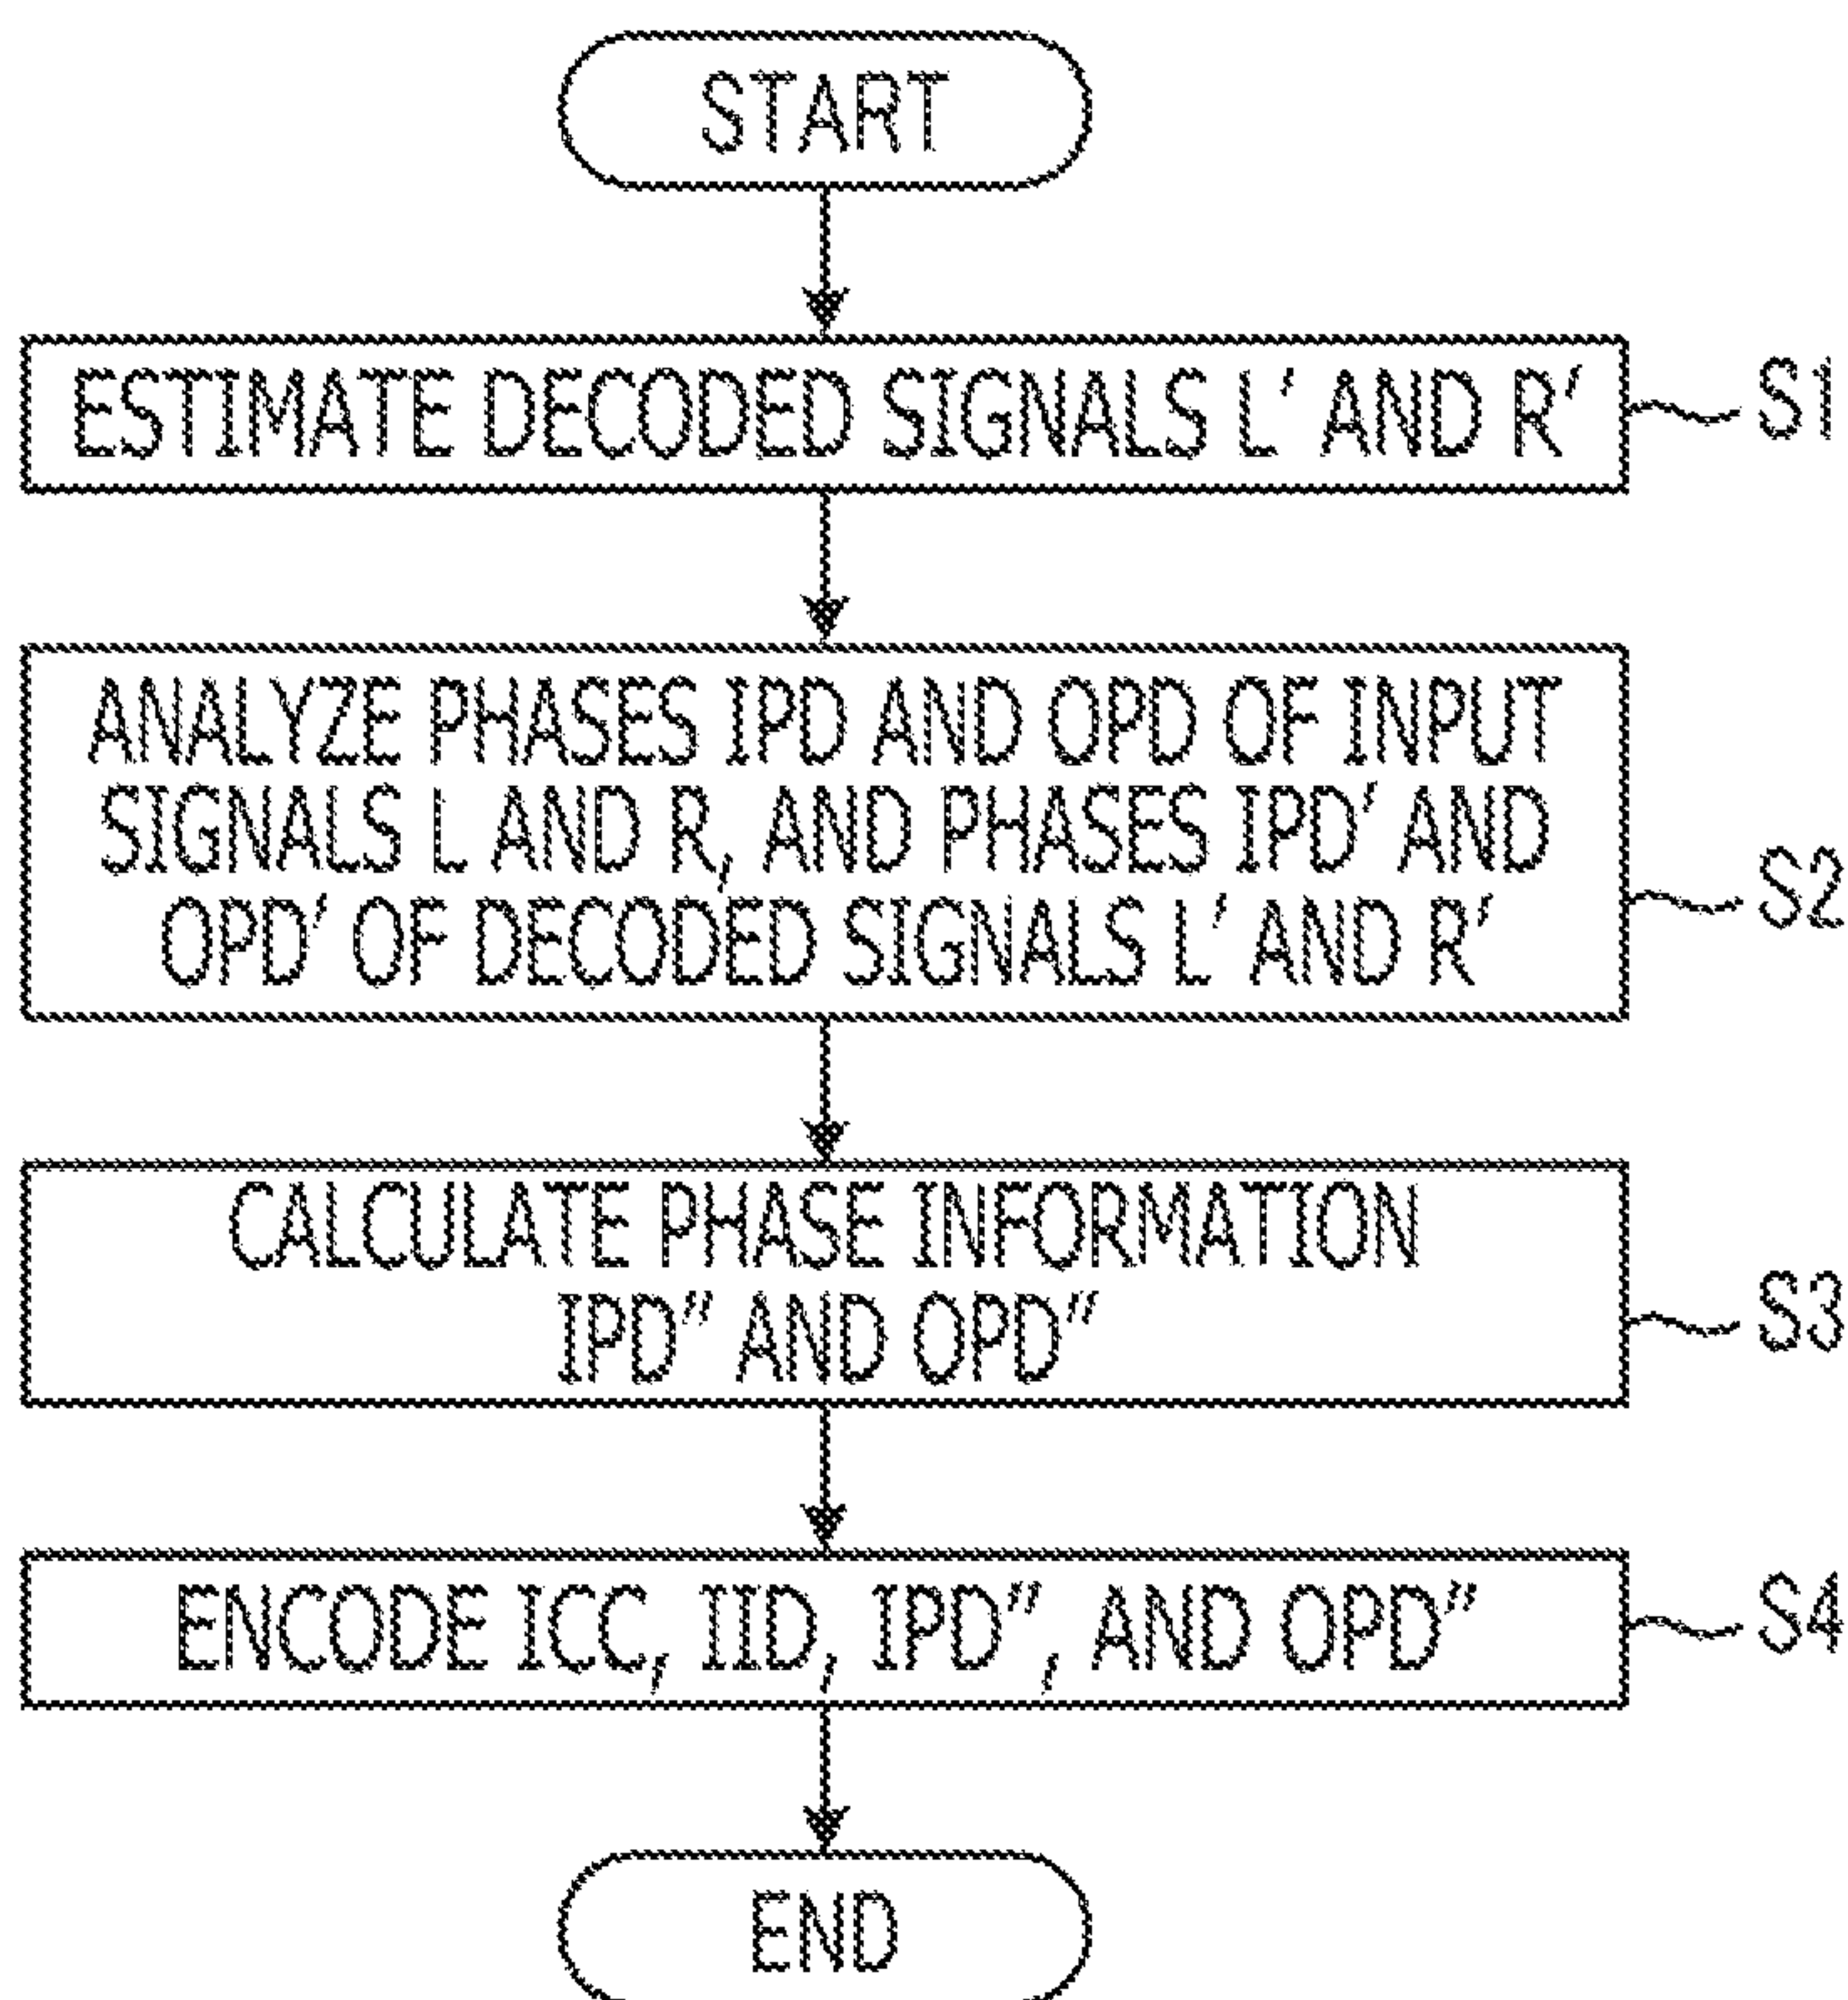 START
ESTIMATE DECODED SIGNALS L' AND R'
S1
ANALYZE PHASES IPD AND OPD OF INPUT
SIGNALS L AND R, AND PHASES IPD' AND
OPD' OF DECODED SIGNALS L' AND R'
S2
CALCULATE PHASE INFORMATION
IPD" AND OPD"
S3
ENCODE ICC, IID, IPD", AND OPD"
S4
END